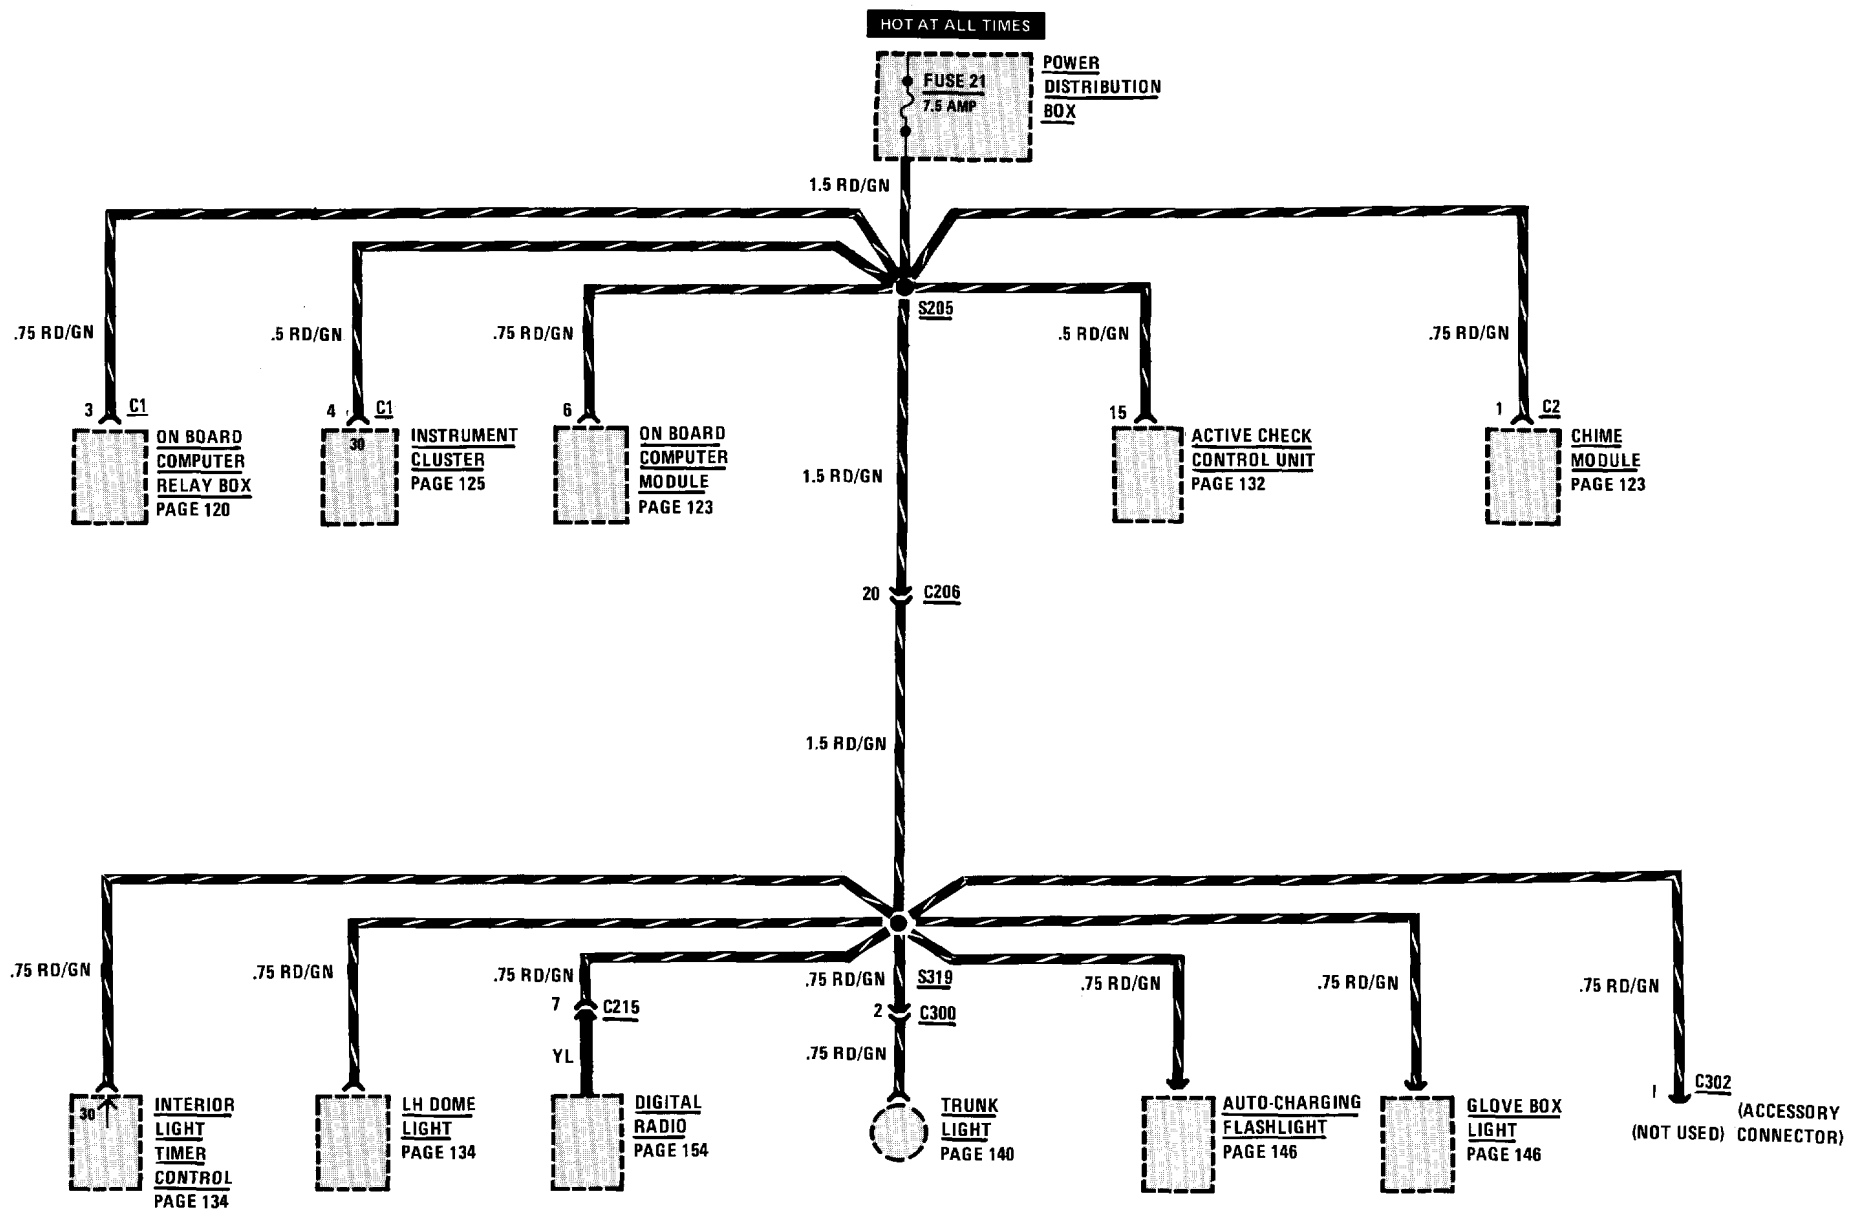 HOT AT ALL TIMES
FUSE 21
7.5 AMP
POWER
DISTRIBUTION
BOX
1.5 RD/GN
S205
.75 RD/GN
.5 RD/GN
.75 RD/GN
.5 RD/GN
.75 RD/GN
3 C1
ON BOARD
COMPUTER
RELAY BOX
PAGE 120
4 C1
30
INSTRUMENT
CLUSTER
PAGE 125
6
ON BOARD
COMPUTER
MODULE
PAGE 123
15
ACTIVE CHECK
CONTROL UNIT
PAGE 132
1 C2
CHIME
MODULE
PAGE 123
1.5 RD/GN
20 C206
1.5 RD/GN
S319
.75 RD/GN
.75 RD/GN
.75 RD/GN
7 C215
YL
.75 RD/GN
2 C300
.75 RD/GN
.75 RD/GN
.75 RD/GN
.75 RD/GN
30
INTERIOR
LIGHT
TIMER
CONTROL
PAGE 134
LH DOME
LIGHT
PAGE 134
DIGITAL
RADIO
PAGE 154
TRUNK
LIGHT
PAGE 140
AUTO-CHARGING
FLASHLIGHT
PAGE 146
GLOVE BOX
LIGHT
PAGE 146
1 C302
(NOT USED)
(ACCESSORY
CONNECTOR)